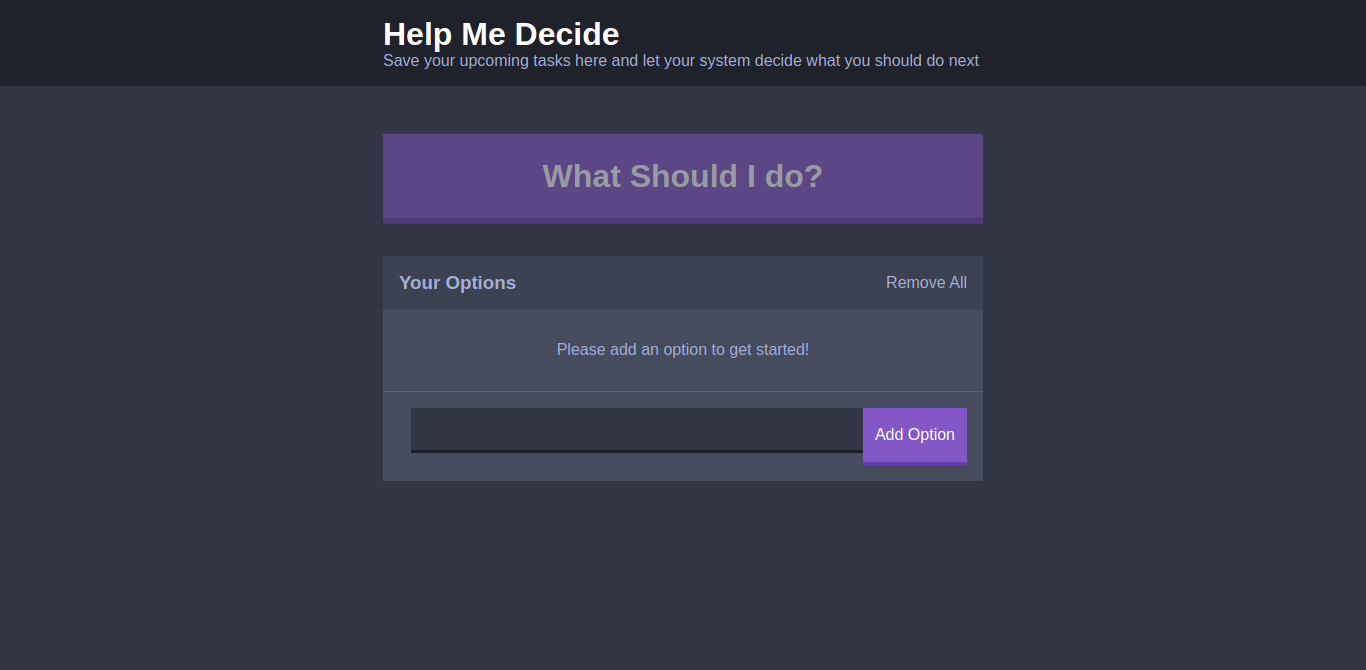 Help Me Decide
Save your upcoming tasks here and let your system decide what you should do next
What Should I do?
Your Options
Remove All
Please add an option to get started!
Add Option